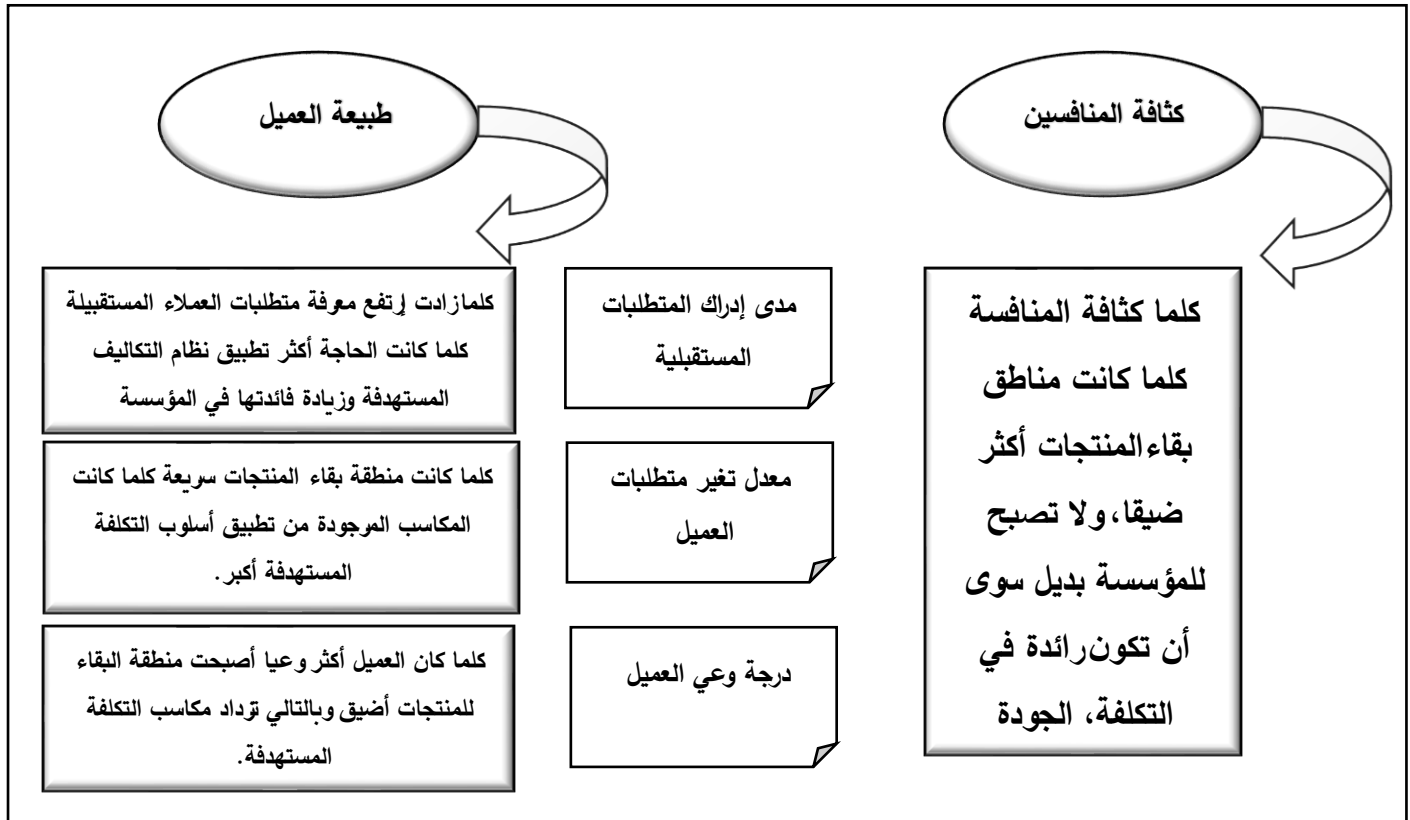 كثافة المنافسين
كلما كثافة المنافسة
كلما كانت مناطق
بقاء المنتجات أكثر
ضيقا، ولا تصبح
للمؤسسة بديل سوى
أن تكون رائدة في
التكلفة، الجودة
طبيعة العميل
مدى إدراك المتطلبات
المستقبلية
كلمازادت إرتفع معرفة متطلبات العملاء المستقبيلة
كلما كانت الحاجة أكثر تطبيق نظام التكاليف
المستهدفة وزيادة فائدتها في المؤسسة
معدل تغير متطلبات
العميل
كلما كانت منطقة بقاء المنتجات سريعة كلما كانت
المكاسب الموجودة من تطبيق أسلوب التكلفة
المستهدفة أكبر.
درجة وعي العميل
كلما كان العميل أكثر وعيا أصبحت منطقة البقاء
للمنتجات أضيق وبالتالي تزداد مكاسب التكلفة
المستهدفة.